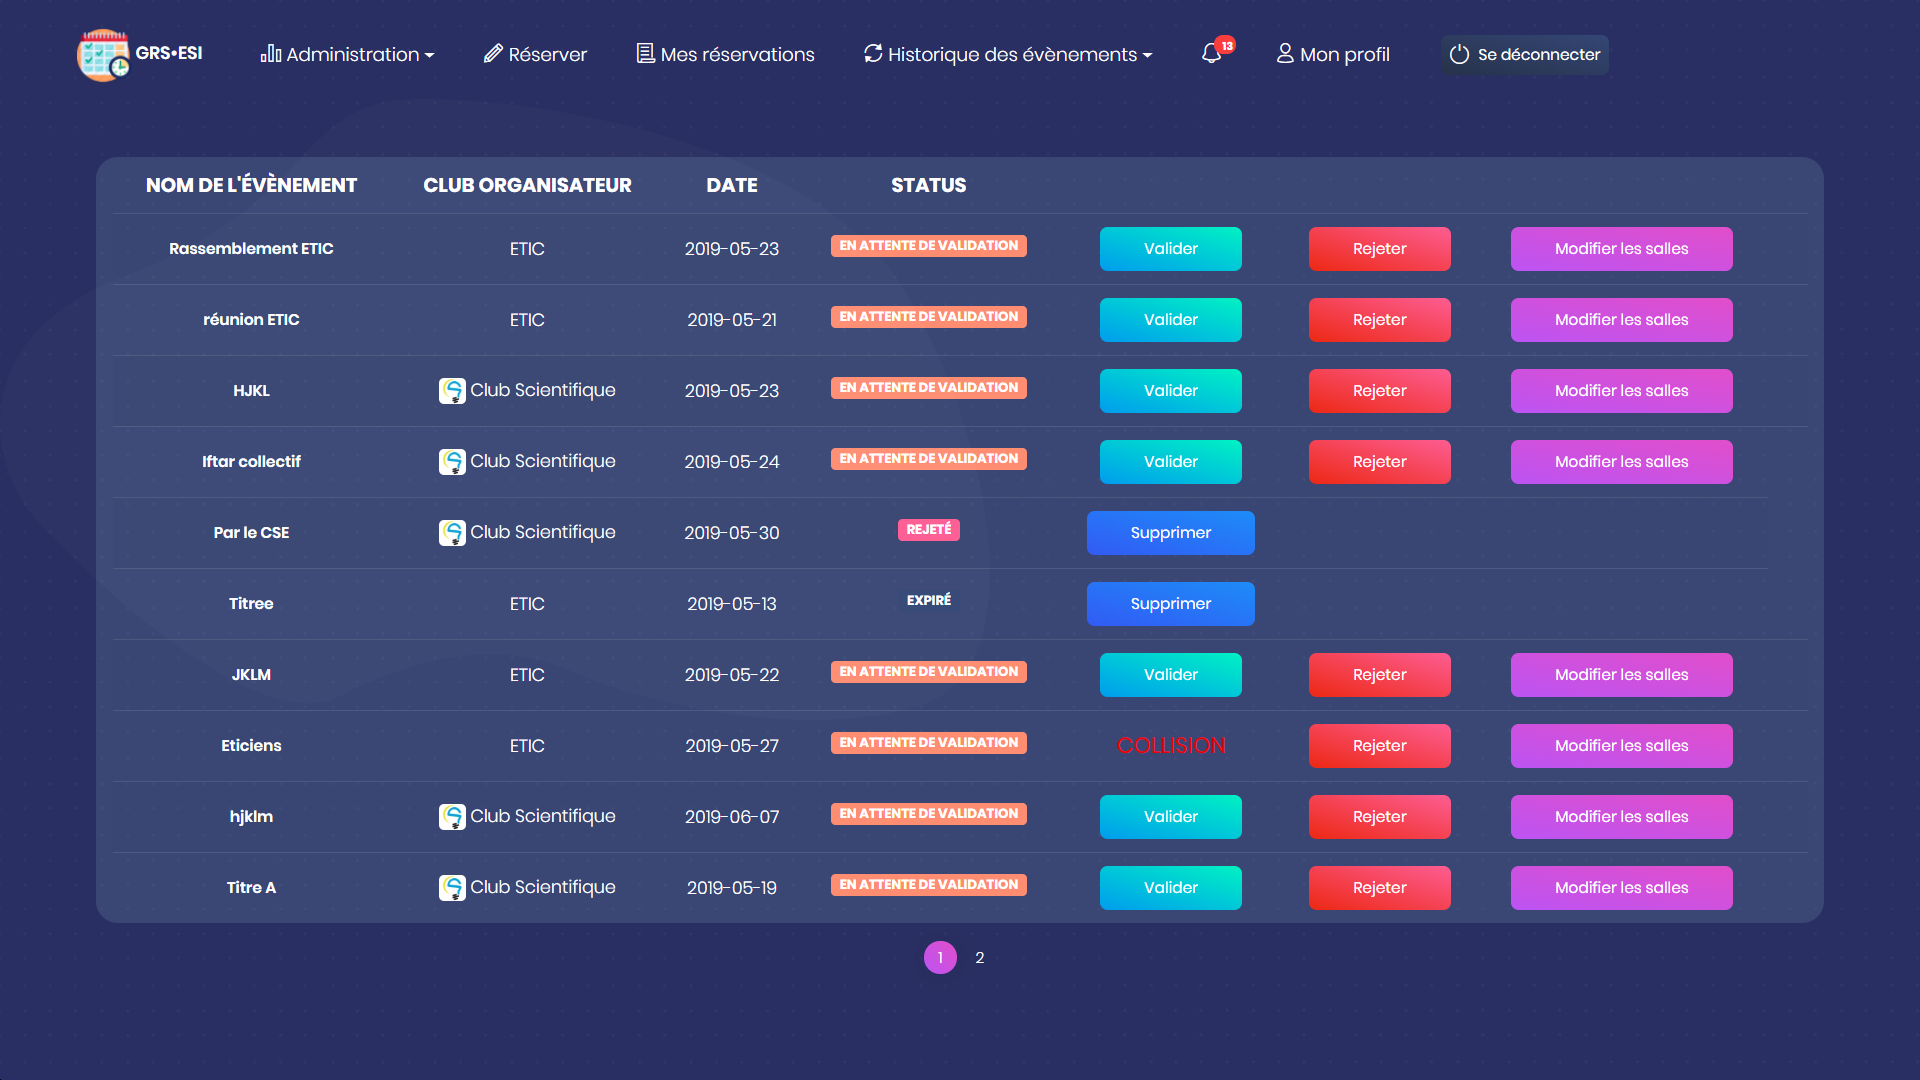 GRS•ESI Administration Réserver Mes réservations Historique des évènements 13 Mon profil Se déconnecter
NOM DE L'ÉVÈNEMENT CLUB ORGANISATEUR DATE STATUS
Rassemblement ETIC ETIC 2019-05-23 EN ATTENTE DE VALIDATION Valider Rejeter Modifier les salles
réunion ETIC ETIC 2019-05-21 EN ATTENTE DE VALIDATION Valider Rejeter Modifier les salles
HJKL Club Scientifique 2019-05-23 EN ATTENTE DE VALIDATION Valider Rejeter Modifier les salles
Iftar collectif Club Scientifique 2019-05-24 EN ATTENTE DE VALIDATION Valider Rejeter Modifier les salles
Par le CSE Club Scientifique 2019-05-30 REJETÉ Supprimer
Titree ETIC 2019-05-13 EXPIRÉ Supprimer
JKLM ETIC 2019-05-22 EN ATTENTE DE VALIDATION Valider Rejeter Modifier les salles
Eticiens ETIC 2019-05-27 EN ATTENTE DE VALIDATION COLLISION Rejeter Modifier les salles
hjklm Club Scientifique 2019-06-07 EN ATTENTE DE VALIDATION Valider Rejeter Modifier les salles
Titre A Club Scientifique 2019-05-19 EN ATTENTE DE VALIDATION Valider Rejeter Modifier les salles
1 2